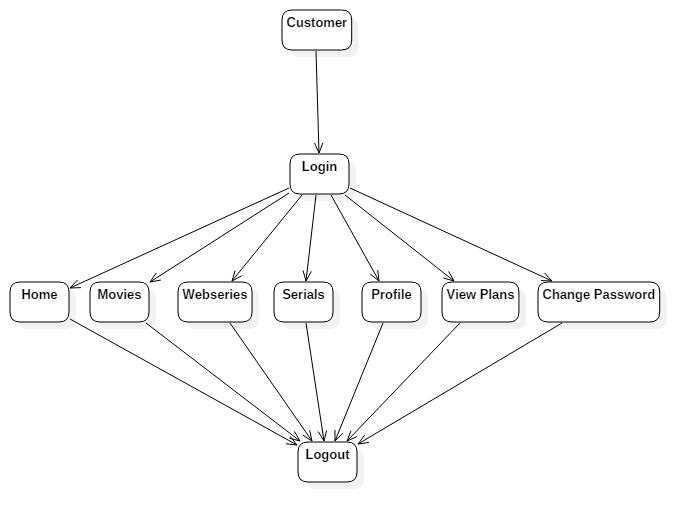 Customer
Login
Home
Movies
Webseries
Serials
Profile
View Plans
Change Password
Logout